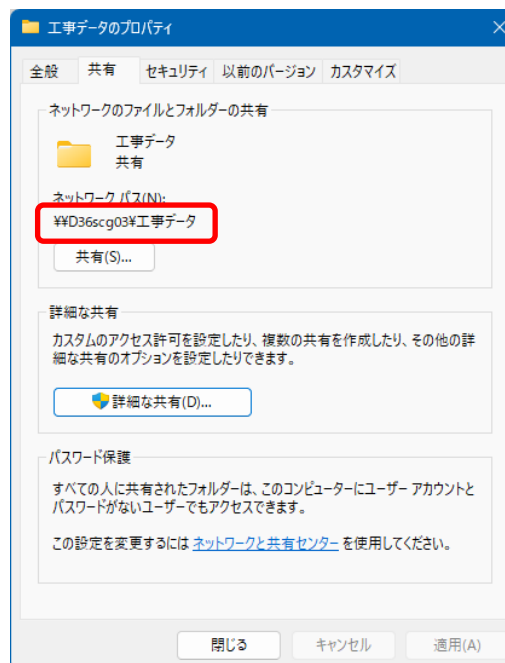 工事データのプロパティ
全般 共有 セキュリティ 以前のバージョン カスタマイズ
ネットワークのファイルとフォルダーの共有
工事データ
共有
ネットワーク パス(N):
¥¥D36scg03¥工事データ
共有(S)...
詳細な共有
カスタムのアクセス許可を設定したり、複数の共有を作成したり、その他の詳
細な共有のオプションを設定したりできます。
詳細な共有(D)...
パスワード保護
すべての人に共有されたフォルダーは、このコンピューターにユーザー アカウントと
パスワードがないユーザーでもアクセスできます。
この設定を変更するには ネットワークと共有センター を使用してください。
閉じる キャンセル 適用(A)